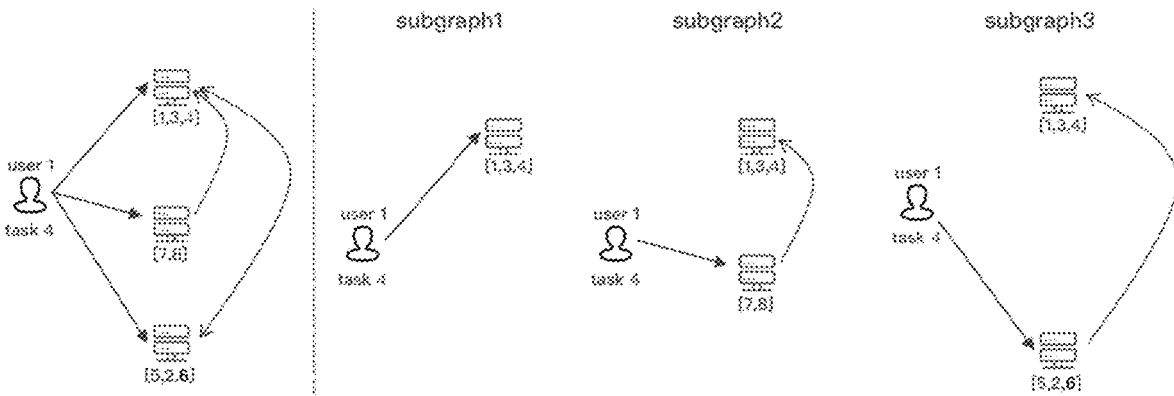 subgraph1
subgraph2
subgraph3
[1,3,4]
user 1
task 4
[7,8]
[5,2,6]
[1,3,4]
user 1
task 4
[1,3,4]
user 1
task 4
[7,8]
[1,3,4]
user 1
task 4
[5,2,6]